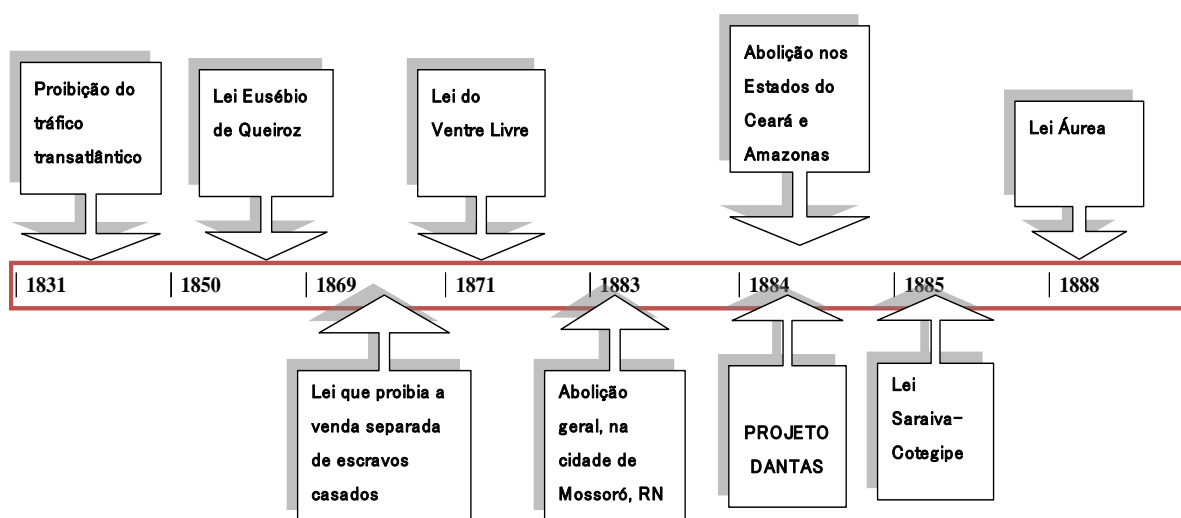 Proibição do
tráfico
transatlântico
Lei Eusébio
de Queiroz
Lei do
Ventre Livre
Abolição nos
Estados do
Ceará e
Amazonas
Lei Áurea
1831
1850
1869
1871
1883
1884
1885
1888
Lei que proibia a
venda separada
de escravos
casados
Abolição
geral, na
cidade de
Mossoró, RN
PROJETO
DANTAS
Lei
Saraiva-
Cotegipe